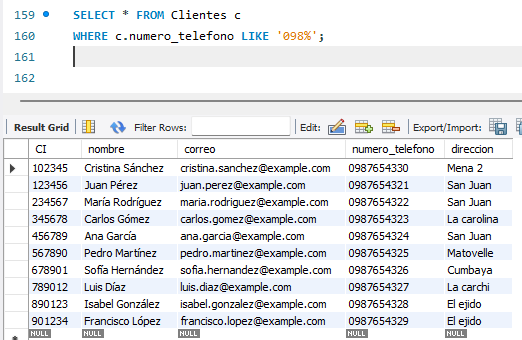 159 SELECT * FROM Clientes c
160 WHERE c.numero_telefono LIKE '098%';
161
162
Result Grid Filter Rows: Edit: Export/Import:
CI nombre correo numero_telefono direccion
102345 Cristina Sánchez cristina.sanchez@example.com 0987654330 Mena 2
123456 Juan Pérez juan.perez@example.com 0987654321 San Juan
234567 María Rodríguez maria.rodriguez@example.com 0987654322 San Juan
345678 Carlos Gómez carlos.gomez@example.com 0987654323 La carolina
456789 Ana García ana.garcia@example.com 0987654324 San Juan
567890 Pedro Martínez pedro.martinez@example.com 0987654325 Matovelle
678901 Sofía Hernández sofia.hernandez@example.com 0987654326 Cumbaya
789012 Luis Díaz luis.diaz@example.com 0987654327 La carchi
890123 Isabel González isabel.gonzalez@example.com 0987654328 El ejido
901234 Francisco López francisco.lopez@example.com 0987654329 El ejido
NULL NULL NULL NULL NULL